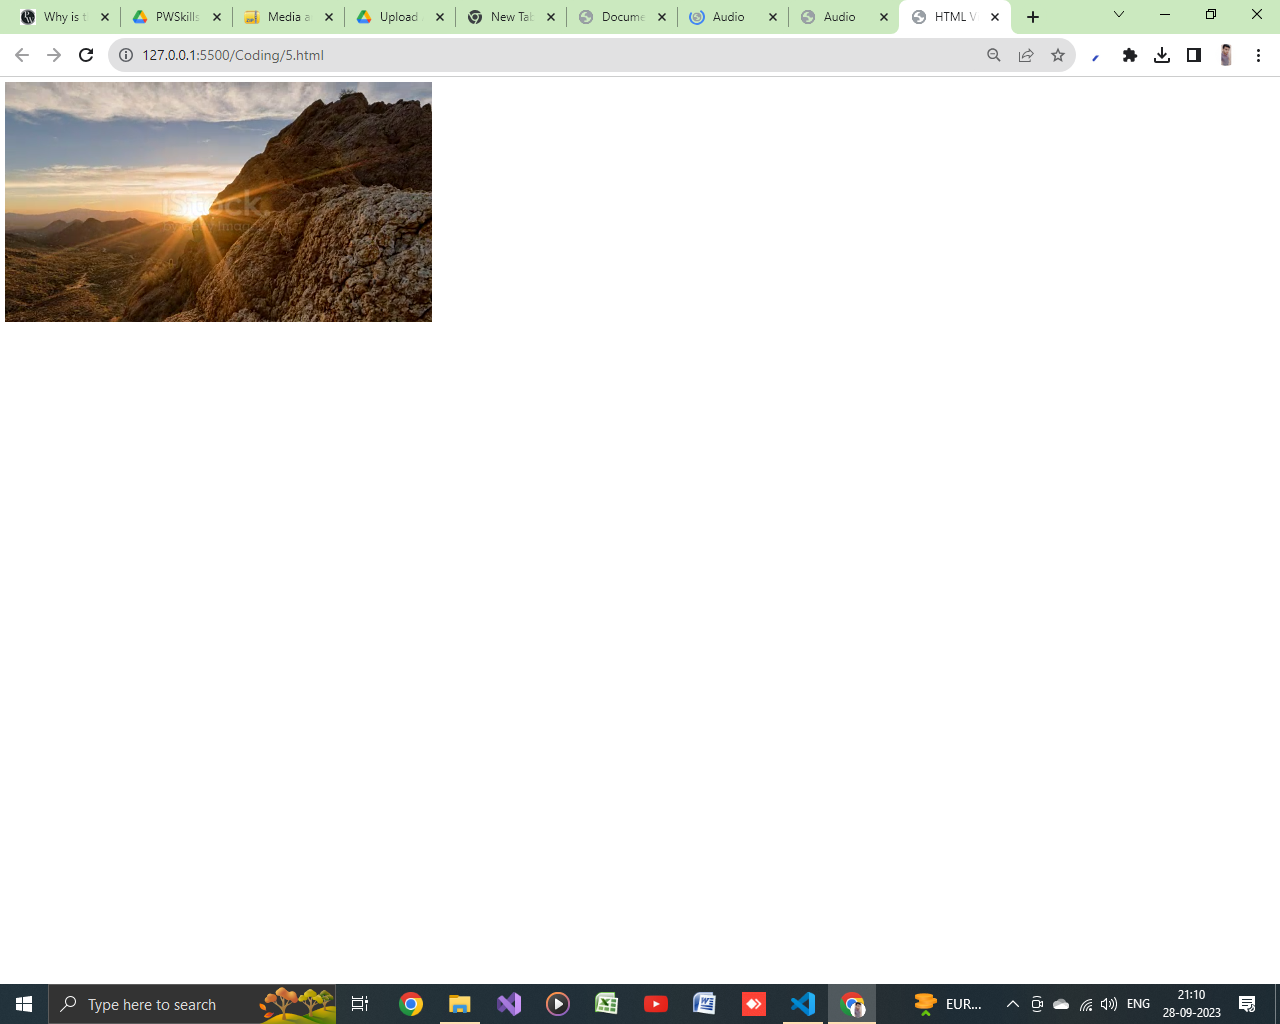 Why is t
PWSkills
Media a
Upload
New Tab
Docume
Audio
Audio
HTML V
127.0.0.1:5500/Coding/5.html
iStock
Type here to search
EUR...
ENG
21:10
28-09-2023